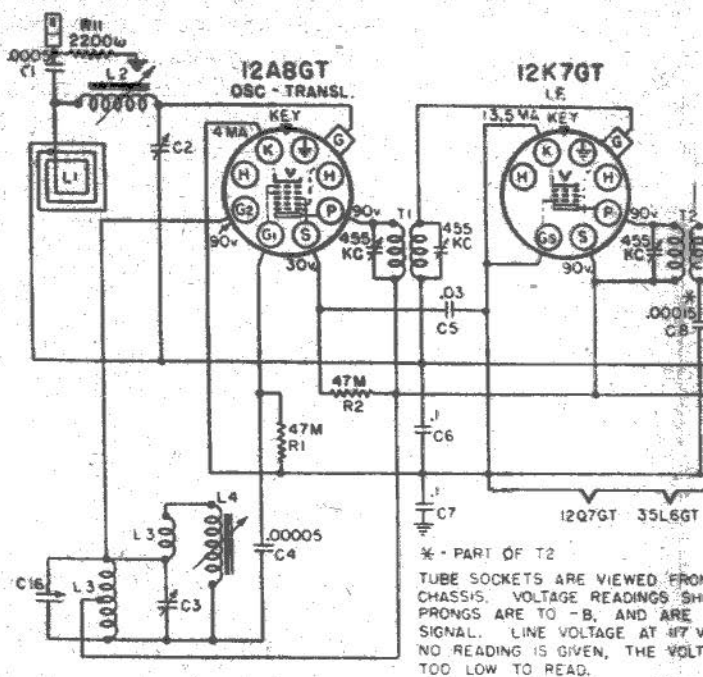 R11
2200ω
.0005
C1
L2
L1
C2
12A8GT
OSC - TRANSL.
KEY
4 MA
K
G
H
H
V
G2
P
G1
S
90v
90v.
30v.
T1
455
KC
455
KC
12K7GT
I.F.
13.5 MA
KEY
K
G
H
H
V
P
GS
S
90v
90v.
T2
455
KC
*
.00015
C8
.03
C5
47M
R2
47M
R1
.1
C6
.1
C7
L4
L3
.00005
C4
C16
L3
C3
12Q7GT 35L6GT
* - PART OF T2
TUBE SOCKETS ARE VIEWED FROM
CHASSIS. VOLTAGE READINGS
PRONGS ARE TO -B, AND ARE
SIGNAL. LINE VOLTAGE AT 117
NO READING IS GIVEN, THE
TOO LOW TO READ.